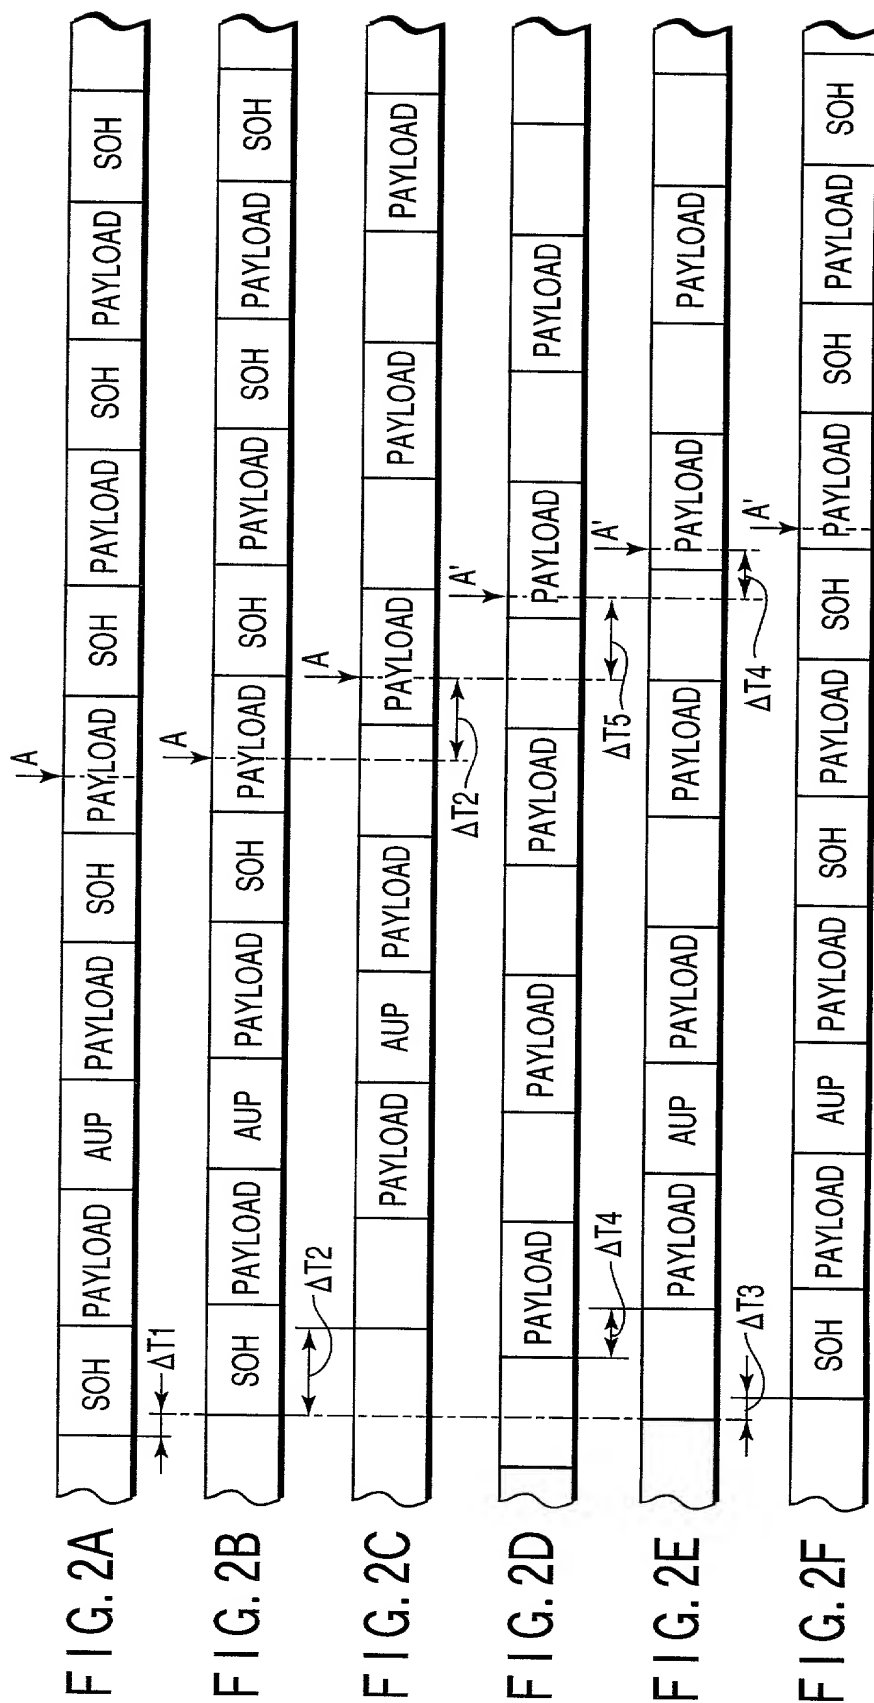 A
FIG. 2A SOH PAYLOAD AUP PAYLOAD SOH PAYLOAD SOH PAYLOAD SOH PAYLOAD SOH
ΔT1 A
FIG. 2B SOH PAYLOAD AUP PAYLOAD SOH PAYLOAD SOH PAYLOAD SOH PAYLOAD SOH
ΔT2 A
FIG. 2C PAYLOAD AUP PAYLOAD PAYLOAD PAYLOAD PAYLOAD
ΔT2 A'
FIG. 2D PAYLOAD PAYLOAD PAYLOAD PAYLOAD PAYLOAD
ΔT4 ΔT5 A'
FIG. 2E PAYLOAD AUP PAYLOAD PAYLOAD PAYLOAD PAYLOAD
ΔT3 ΔT4 A'
FIG. 2F SOH PAYLOAD AUP PAYLOAD SOH PAYLOAD SOH PAYLOAD SOH PAYLOAD SOH